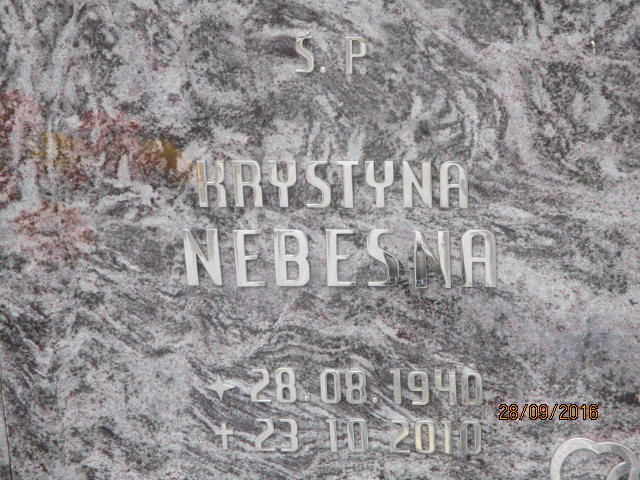 S. P.
KRYSTYNA
NEBESNA
28.08.1940
+ 23.10.2010
28/09/2016